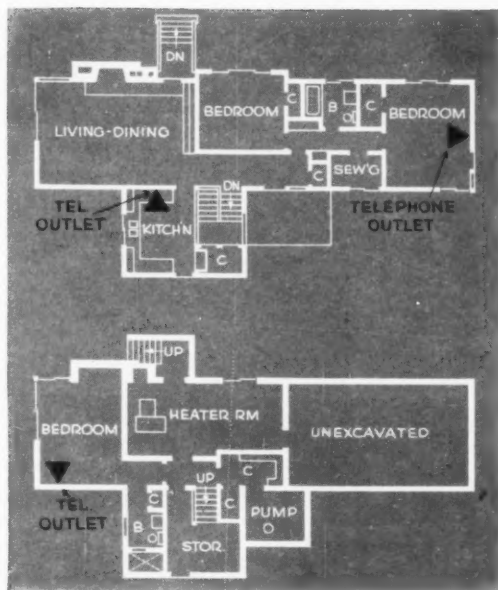 DN
BEDROOM
C
B
C
BEDROOM
LIVING-DINING
C
SEW'G
DN
TEL
OUTLET
TELEPHONE
OUTLET
KITCH'N
C
UP
BEDROOM
HEATER RM
UNEXCAVATED
UP
C
TEL.
OUTLET
C
C
PUMP
B
STOR.